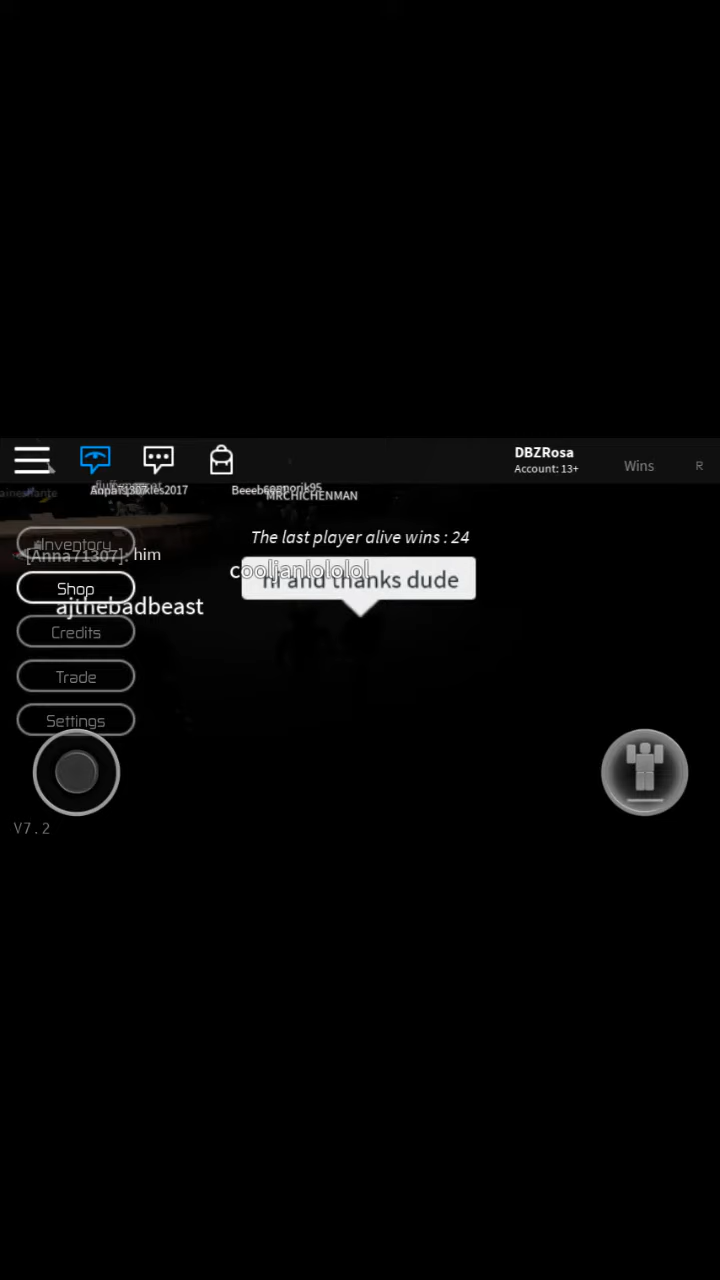 DBZRosa
Account: 13+
Wins
R
MRCHICHENMAN
The last player alive wins : 24
Inventory
[Anna71307]: him
cooljanlololol
hi and thanks dude
Shop
ajthebadbeast
Credits
Trade
Settings
V7.2